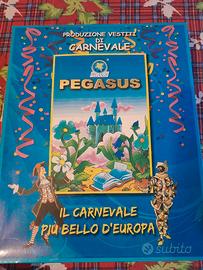 PRODUZIONE VESTITI
DI
CARNEVALE
PEGASUS
IL CARNEVALE
PIÙ BELLO D'EUROPA
subito